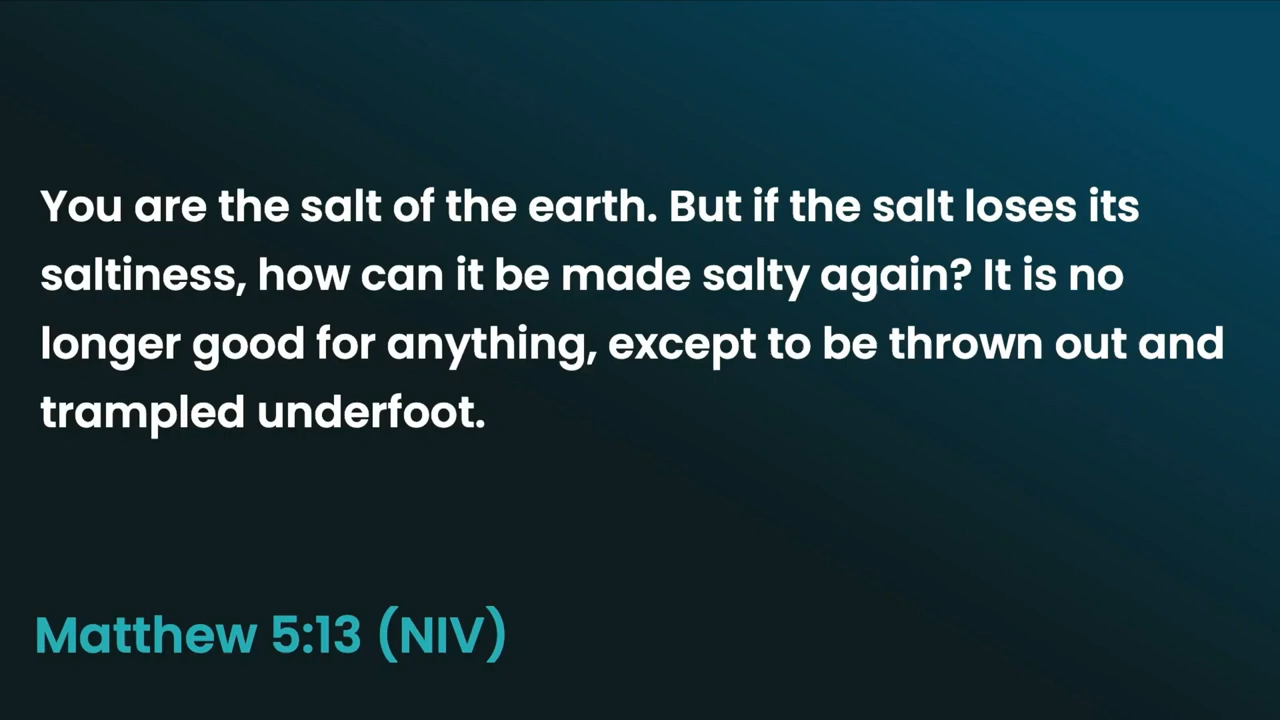 You are the salt of the earth. But if the salt loses its
saltiness, how can it be made salty again? It is no
longer good for anything, except to be thrown out and
trampled underfoot.
Matthew 5:13 (NIV)